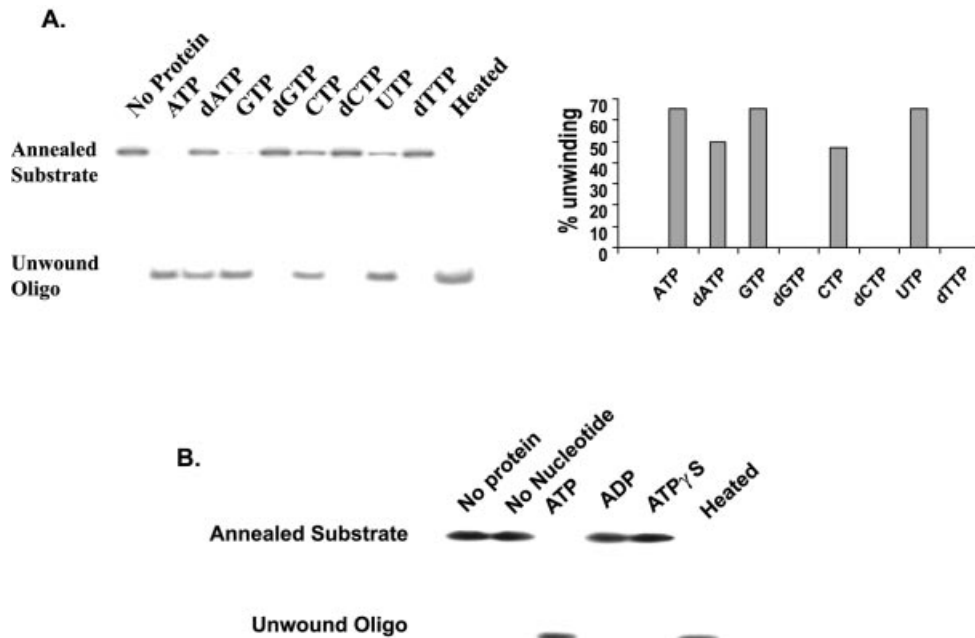 A.
No Protein
ATP
dATP
GTP
dGTP
CTP
dCTP
UTP
dTTP
Heated
Annealed
Substrate
Unwound
Oligo
% unwinding
70
60
50
40
30
20
10
0
ATP
dATP
GTP
dGTP
CTP
dCTP
UTP
dTTP
B.
No protein
No Nucleotide
ATP
ADP
ATPγ S
Heated
Annealed Substrate
Unwound Oligo